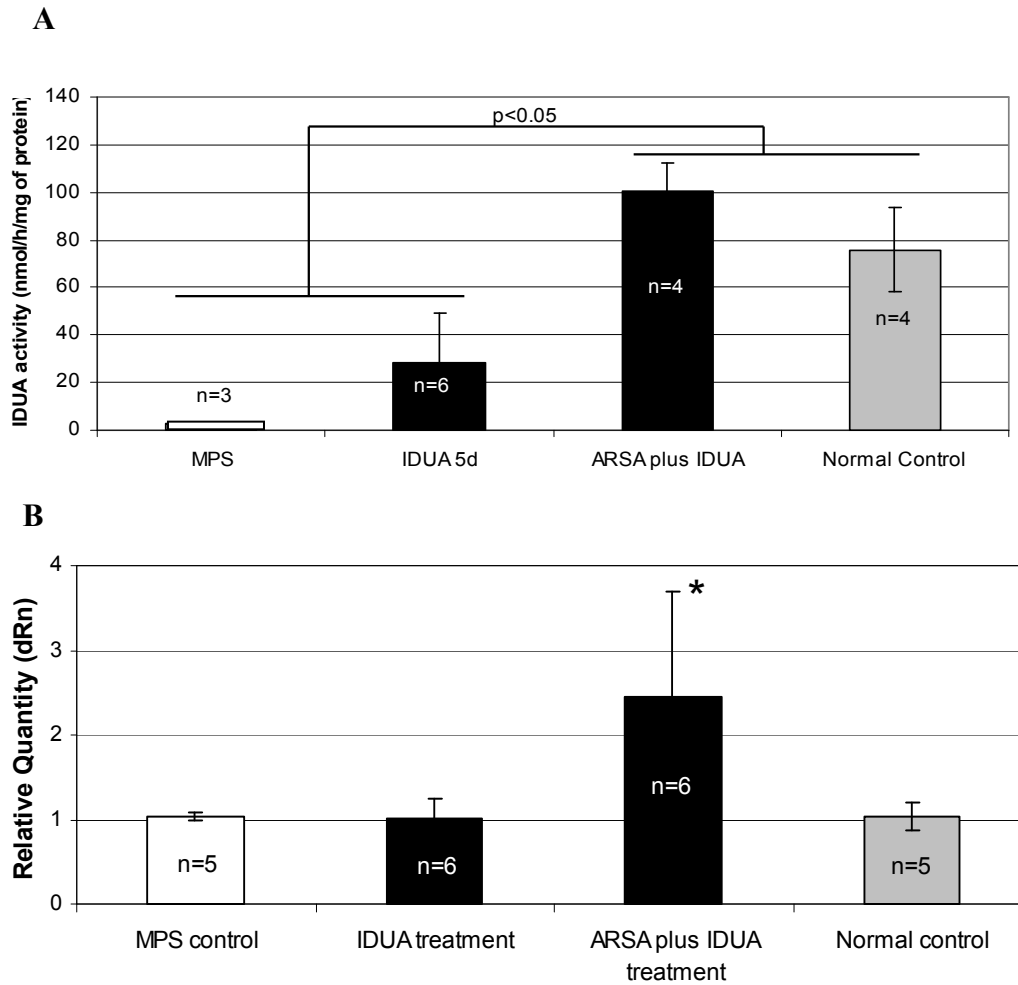 A
IDUA activity (nmol/h/mg of protein)
140
120
100
80
60
40
20
0
p<0.05
n=3
n=6
n=4
n=4
MPS
IDUA 5d
ARSA plus IDUA
Normal Control
B
Relative Quantity (dRn)
4
3
2
1
0
*
n=5
n=6
n=6
n=5
MPS control
IDUA treatment
ARSA plus IDUA
treatment
Normal control